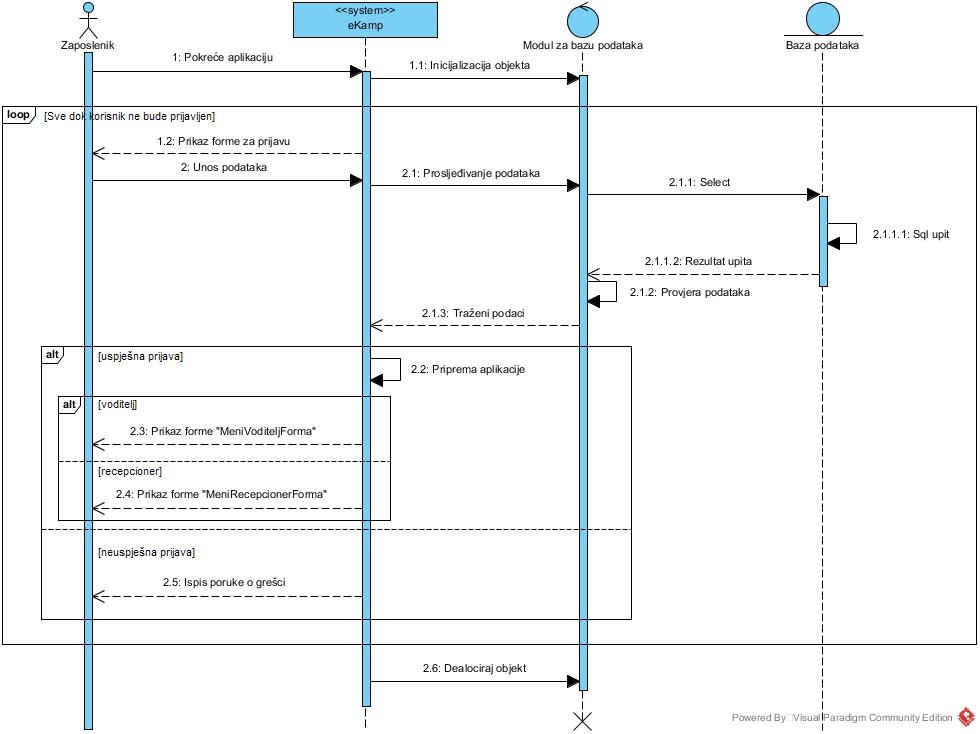 <<system>>
eKamp
Zaposlenik
Modul za bazu podataka
Baza podataka
1: Pokreće aplikaciju
1.1: Inicijalizacija objekta
loop
[Sve dok korisnik ne bude prijavljen]
1.2: Prikaz forme za prijavu
2: Unos podataka
2.1: Prosljeđivanje podataka
2.1.1: Select
2.1.1.1: Sql upit
2.1.1.2: Rezultat upita
2.1.2: Provjera podataka
2.1.3: Traženi podaci
alt
[uspješna prijava]
2.2: Priprema aplikacije
alt
[voditelj]
2.3: Prikaz forme "MeniVoditeljForma"
[recepcioner]
2.4: Prikaz forme "MeniRecepcionerForma"
[neuspješna prijava]
2.5: Ispis poruke o grešci
2.6: Dealociraj objekt
Powered By Visual Paradigm Community Edition